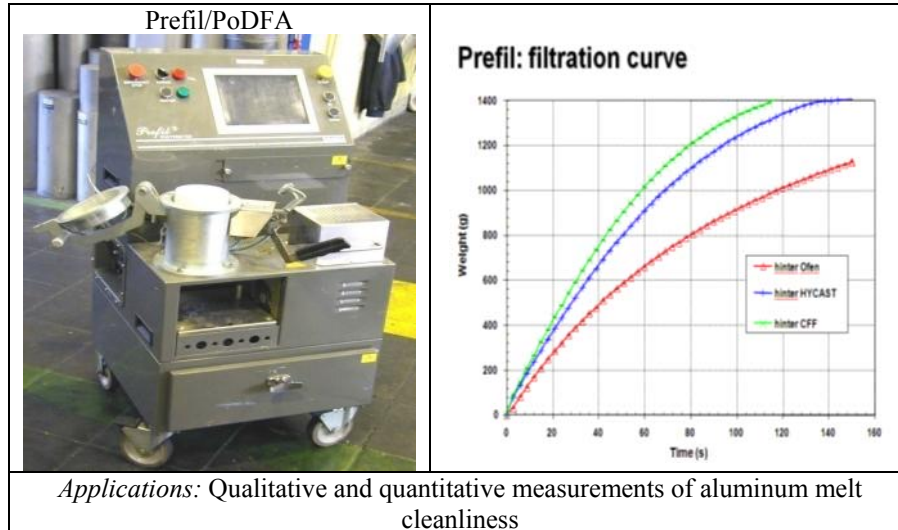 Prefil/PoDFA
Prefil
Prefil: filtration curve
Weight (g)
1400
1200
1000
800
600
400
200
0
hinter Ofen
hinter HYCAST
hinter CFF
0 20 40 60 80 100 120 140 160
Time (s)
Applications: Qualitative and quantitative measurements of aluminum melt
cleanliness